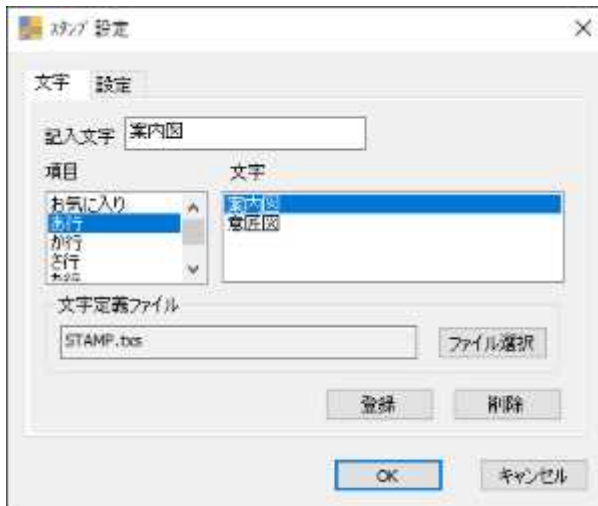 スタンプ 設定
文字 設定
記入文字 案内図
項目 文字
お気に入り
あ行
か行
さ行
案内図
意匠図
文字定義ファイル
STAMP.txs ファイル選択
登録 削除
OK キャンセル